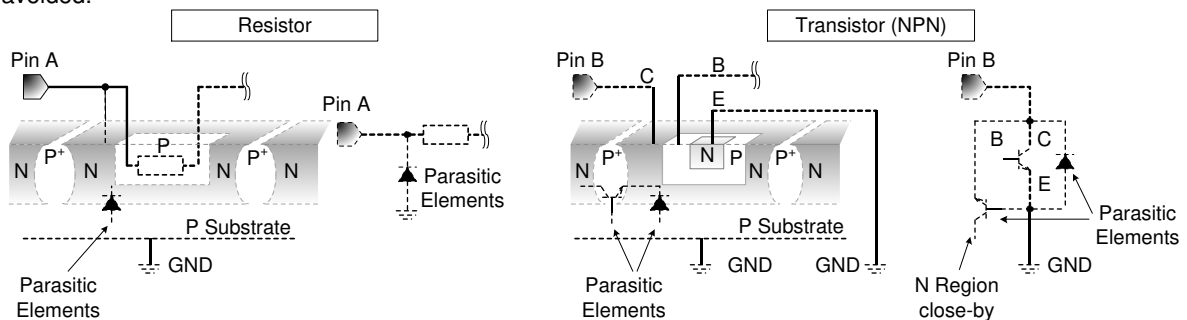 avoided.
Resistor
Transistor (NPN)
Pin A
Pin A
N
P+
N
P
N
P+
N
Parasitic
Elements
P Substrate
GND
Parasitic
Elements
Pin B
C
B
E
N
P+
N
N
P
N
P+
N
P Substrate
GND
GND
Parasitic
Elements
Pin B
B
C
E
Parasitic
Elements
GND
N Region
close-by